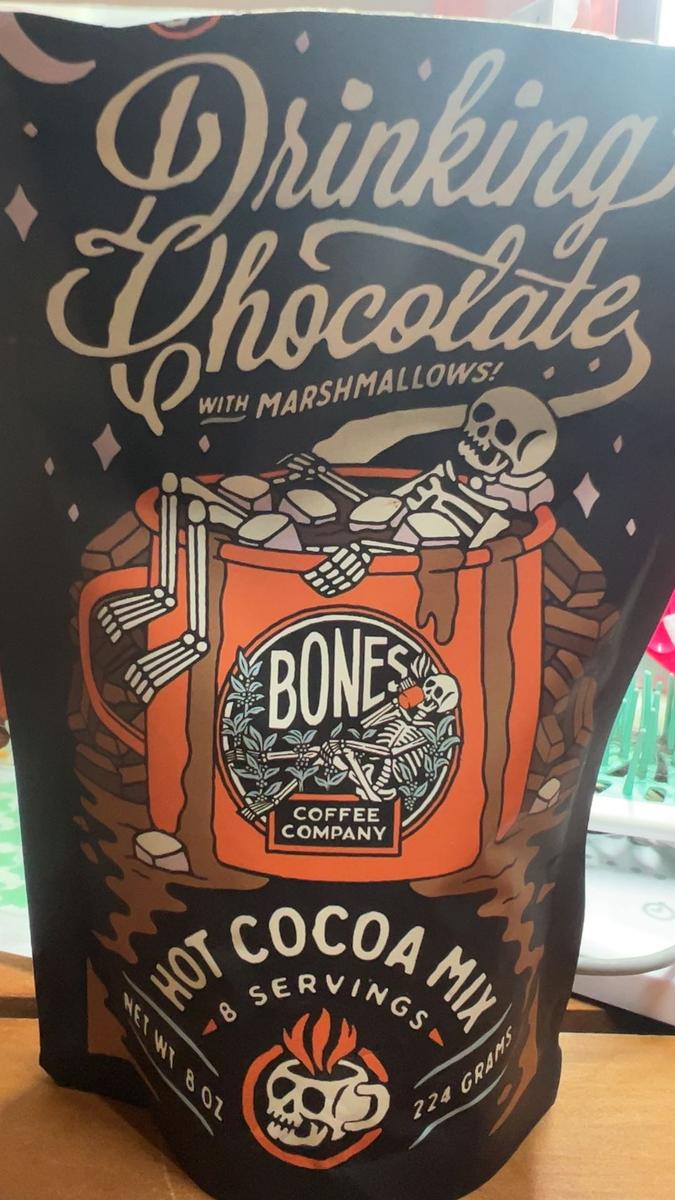 Drinking
Chocolate
WITH MARSHMALLOWS!
BONES
COFFEE
COMPANY
HOT COCOA MIX
8 SERVINGS
NET WT 8 OZ
224 GRAMS